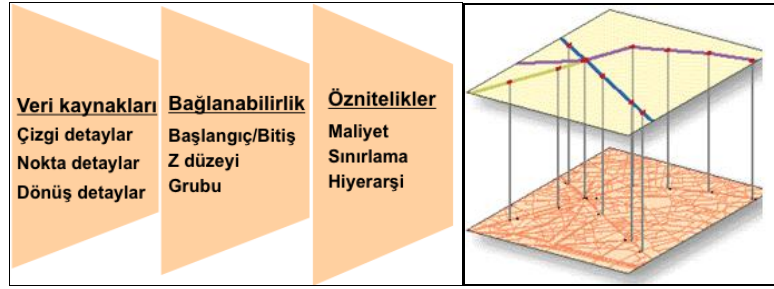 Veri kaynakları
Çizgi detaylar
Nokta detaylar
Dönüş detaylar
Bağlanabilirlik
Başlangıç/Bitiş
Z düzeyi
Grubu
Öznitelikler
Maliyet
Sınırlama
Hiyerarşi